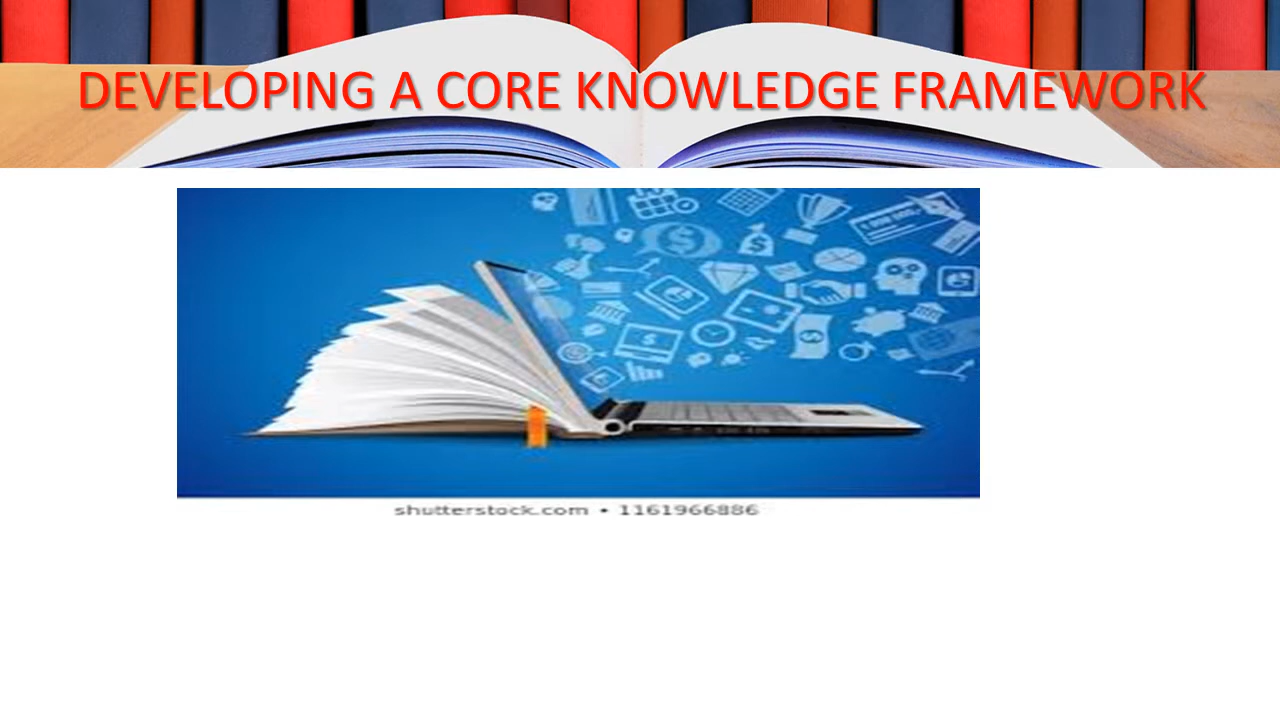 DEVELOPING A CORE KNOWLEDGE FRAMEWORK
shutterstock.com • 1161966886